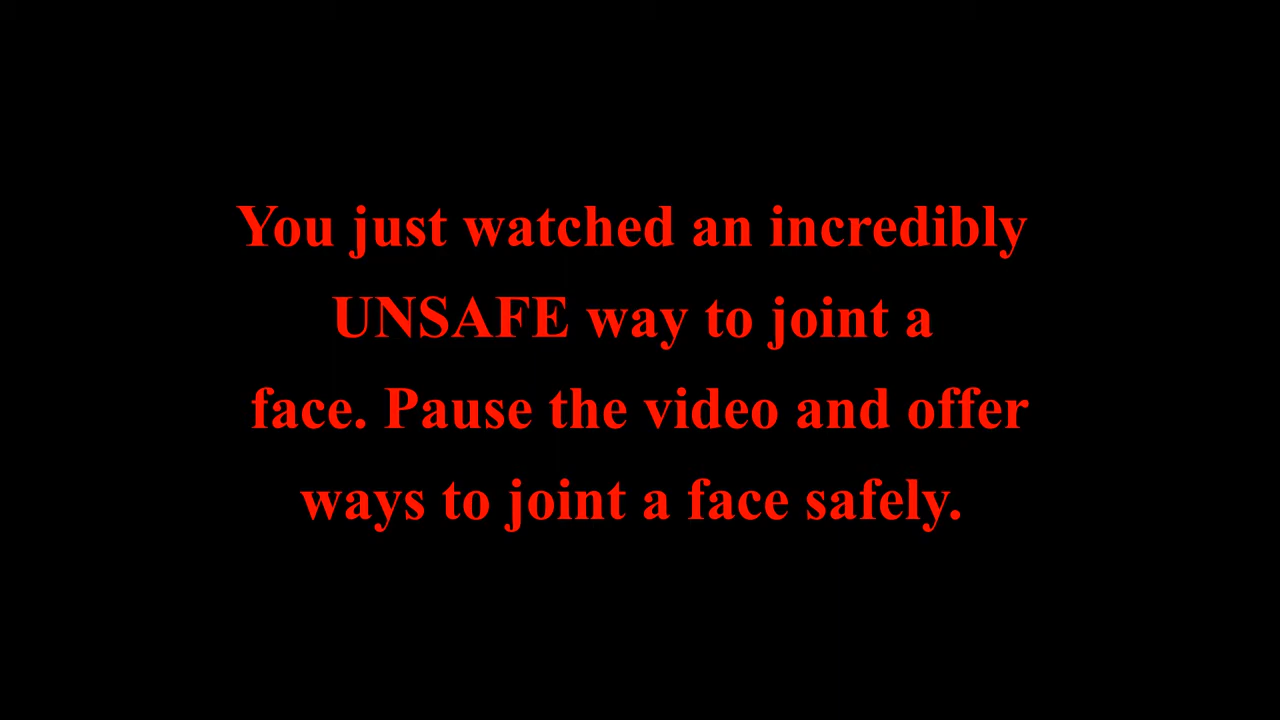 You just watched an incredibly
UNSAFE way to joint a
face. Pause the video and offer
ways to joint a face safely.